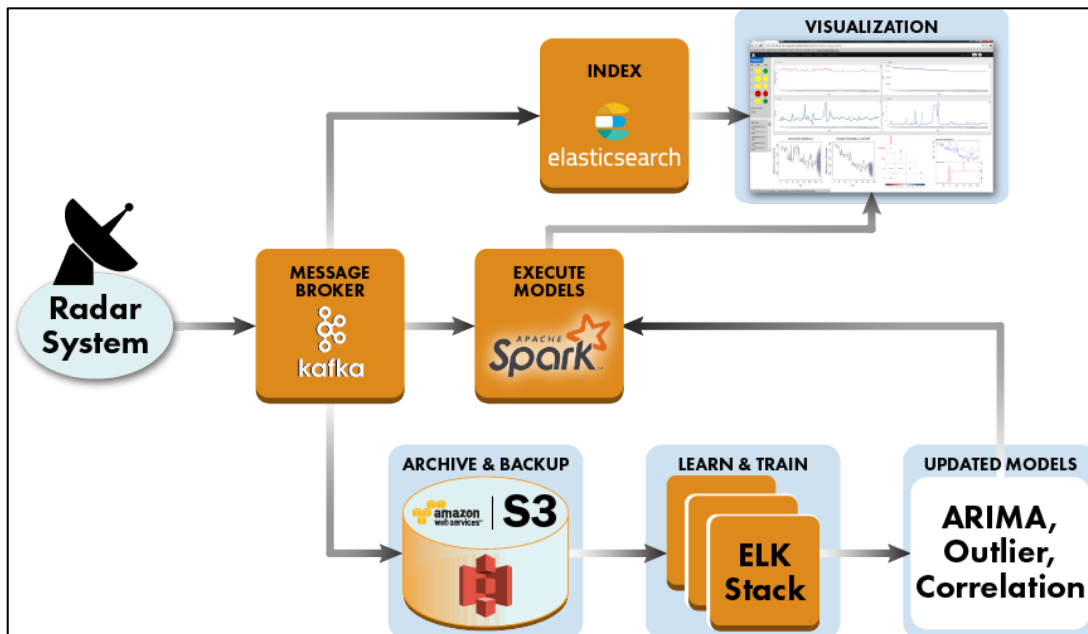 VISUALIZATION
INDEX
elasticsearch
Radar
System
MESSAGE
BROKER
kafka
EXECUTE
MODELS
APACHE
Spark
ARCHIVE & BACKUP
amazon
web services
S3
LEARN & TRAIN
ELK
Stack
UPDATED MODELS
ARIMA,
Outlier,
Correlation